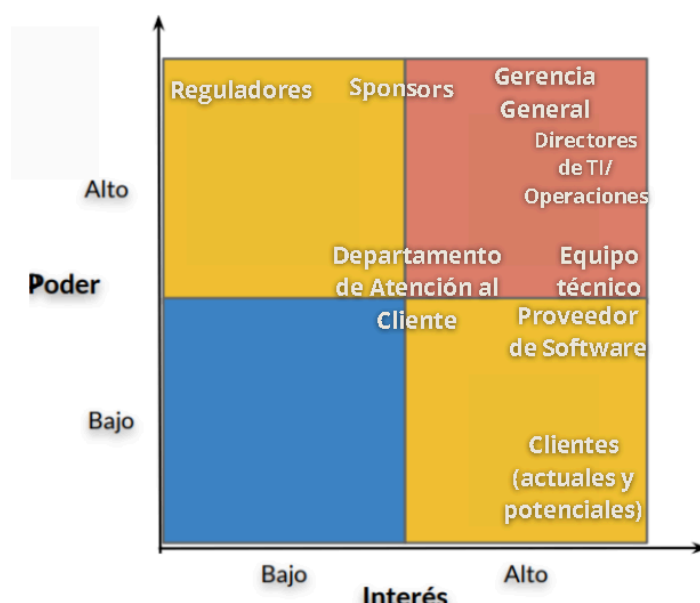 Reguladores
Sponsors
Gerencia
General
Directores
de TI/
Operaciones
Alto
Departamento
de Atención al
Cliente
Equipo
técnico
Poder
Proveedor
de Software
Bajo
Clientes
(actuales y
potenciales)
Bajo
Alto
Interés